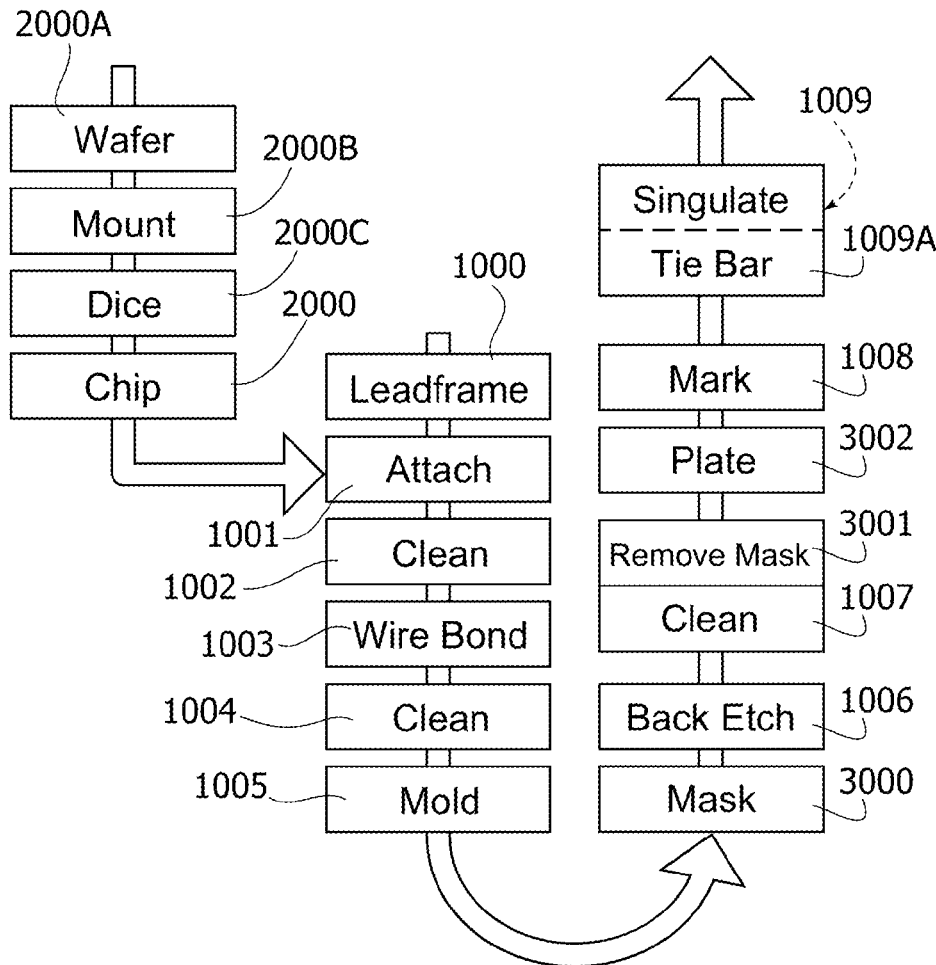 2000A
Wafer
2000B
Mount
2000C
Dice
2000
Chip
1000
Leadframe
Attach
1001
Clean
1002
Wire Bond
1003
Clean
1004
Mold
1005
1009
Singulate
Tie Bar
1009A
Mark
1008
Plate
3002
Remove Mask
3001
Clean
1007
Back Etch
1006
Mask
3000